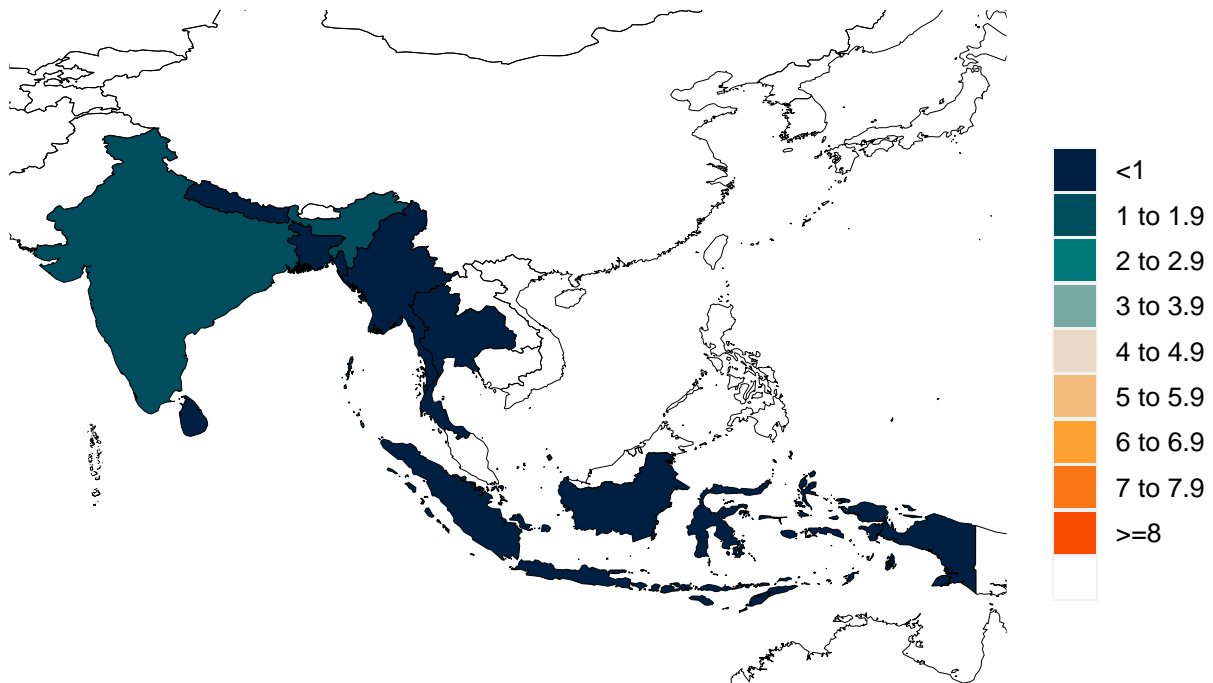 <1
1 to 1.9
2 to 2.9
3 to 3.9
4 to 4.9
5 to 5.9
6 to 6.9
7 to 7.9
>=8